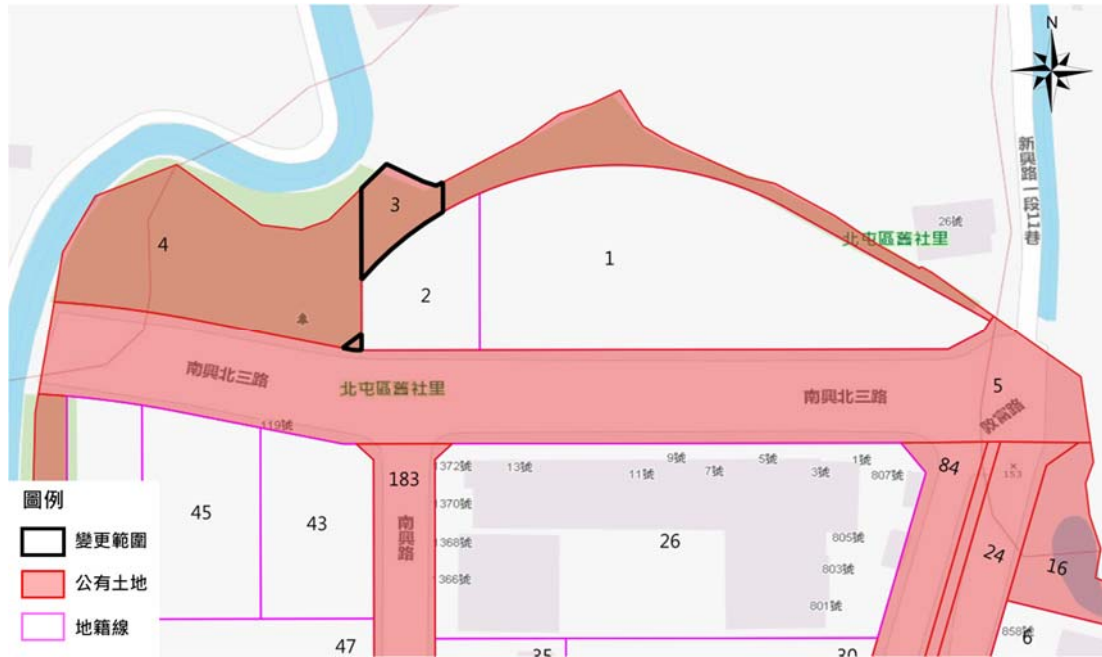 N
新興路一段11巷
3
4
26號
北屯區舊社里
1
2
南興北三路
北屯區舊社里
南興北三路
5
敦富路
119號
183
南興路
1372號
13號
9號
11號
7號
5號
3號
1號
807號
84
153
1370號
45
43
1368號
366號
26
805號
803號
801號
24
16
858號
6
47
35
30
圖例
變更範圍
公有土地
地籍線